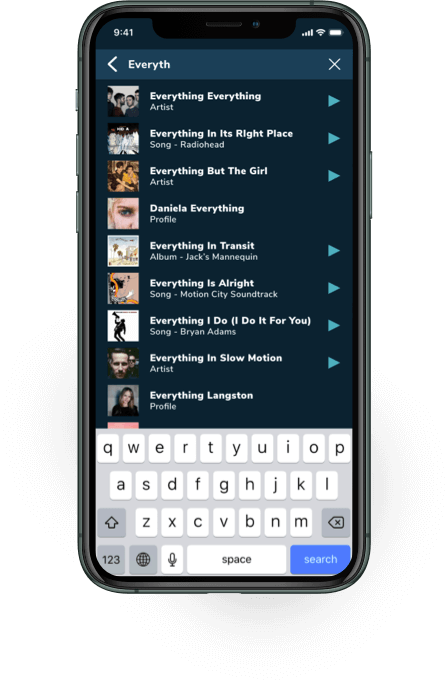 9:41
Everyth
Everything Everything
Artist
Everything In Its RIght Place
Song - Radiohead
Everything But The Girl
Artist
Daniela Everything
Profile
Everything In Transit
Album - Jack's Mannequin
Everything Is Alright
Song - Motion City Soundtrack
Everything I Do (I Do It For You)
Song - Bryan Adams
Everything In Slow Motion
Artist
Everything Langston
Profile
q w e r t y u i o p
a s d f g h j k l
z x c v b n m
123 space search